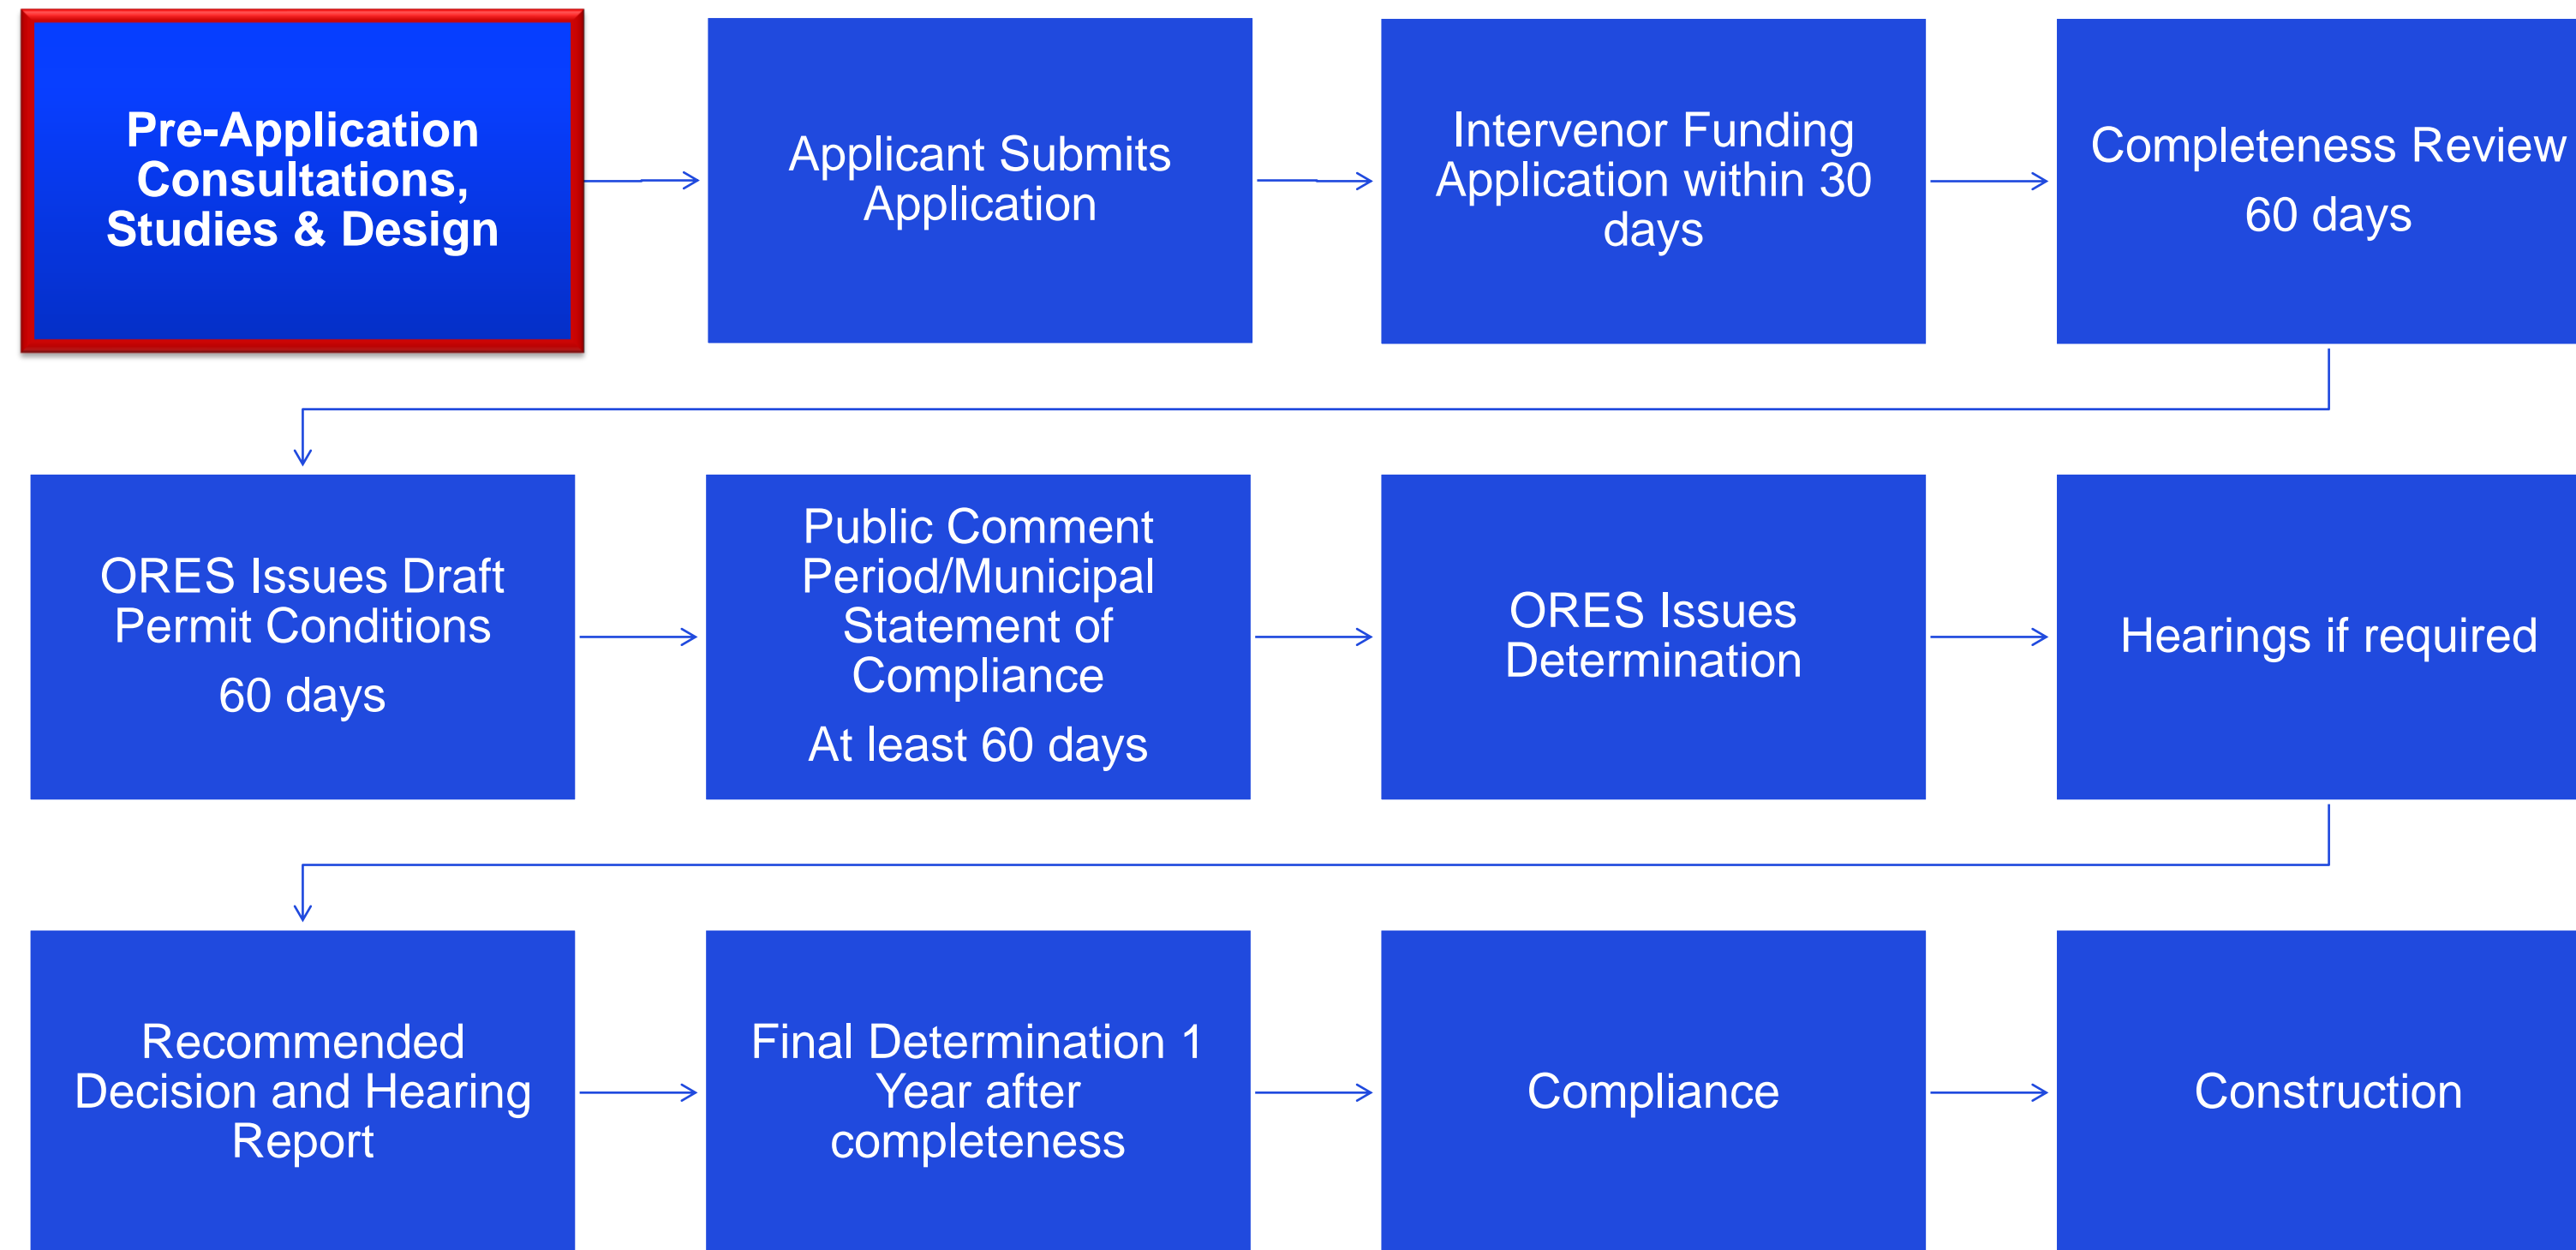 Pre-Application
Consultations,
Studies & Design
Applicant Submits
Application
Intervenor Funding
Application within 30
days
Completeness Review
60 days
ORES Issues Draft
Permit Conditions
60 days
Public Comment
Period/Municipal
Statement of
Compliance
At least 60 days
ORES Issues
Determination
Hearings if required
Recommended
Decision and Hearing
Report
Final Determination 1
Year after
completeness
Compliance
Construction